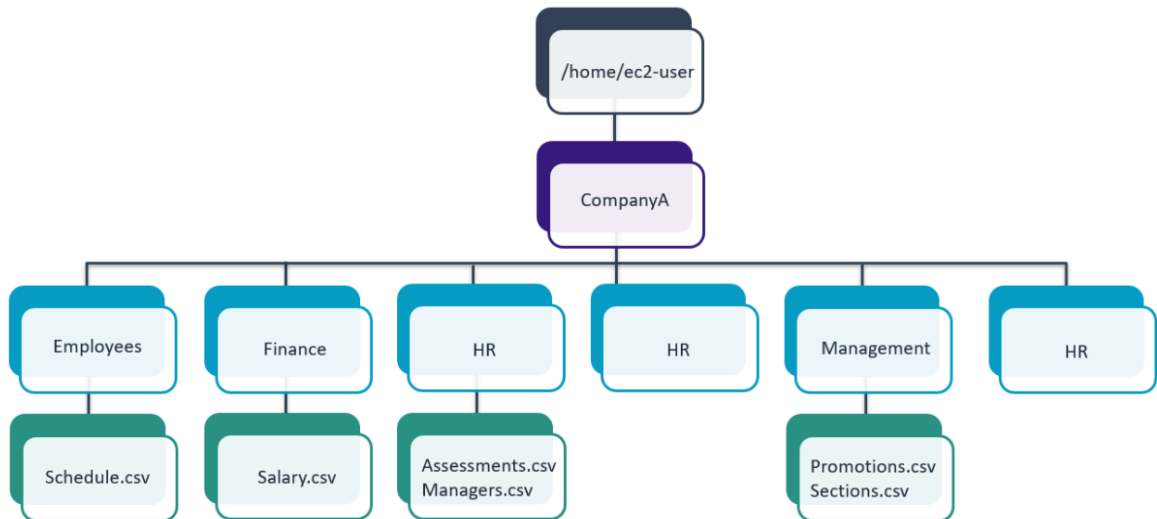 /home/ec2-user
CompanyA
Employees
Finance
HR
HR
Management
HR
Schedule.csv
Salary.csv
Assessments.csv
Managers.csv
Promotions.csv
Sections.csv